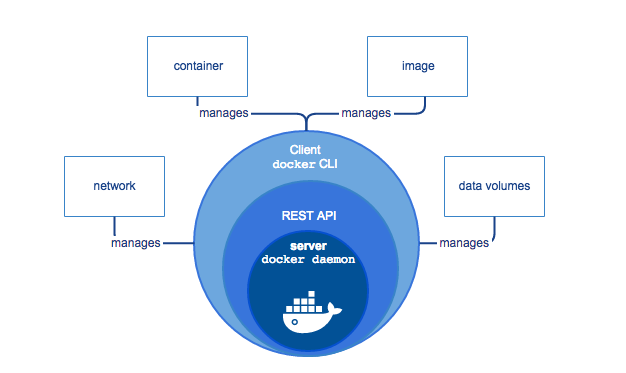 container
image
manages
manages
Client
docker CLI
network
data volumes
REST API
manages
server
manages
docker daemon